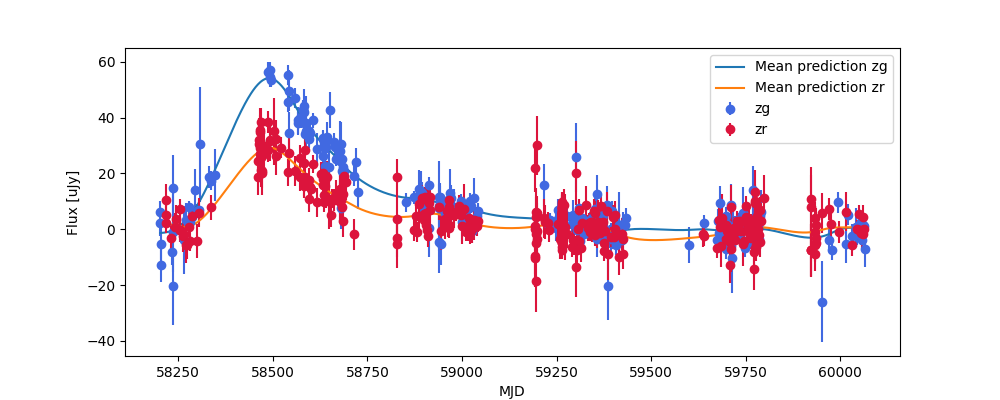 60
40
20
0
−20
−40
Flux [uJy]
58250
58500
58750
59000
59250
59500
59750
60000
MJD
Mean prediction zg
Mean prediction zr
zg
zr